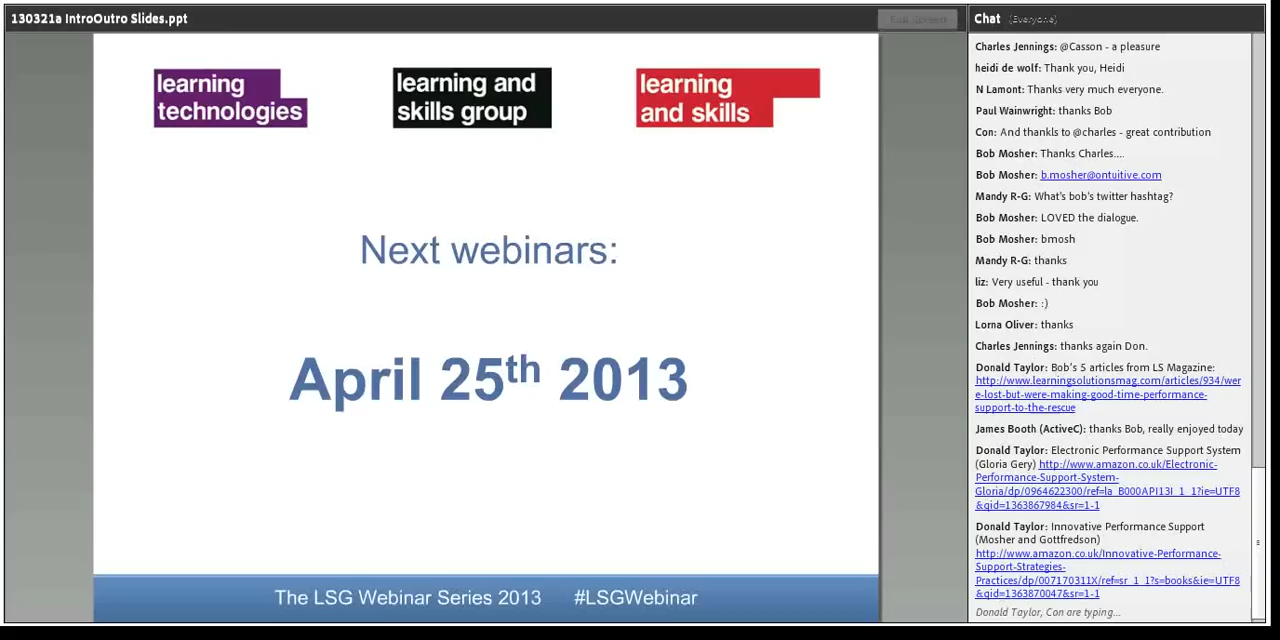 130321a IntroOutro Slides.ppt
Full Screen
Chat (Everyone)
learning
technologies
learning and
skills group
learning
and skills
Next webinars:
April 25th 2013
The LSG Webinar Series 2013 #LSGWebinar
Charles Jennings: @Casson - a pleasure
heidi de wolf: Thank you, Heidi
N Lamont: Thanks very much everyone.
Paul Wainwright: thanks Bob
Con: And thankls to @charles - great contribution
Bob Mosher: Thanks Charles....
Bob Mosher: b.mosher@ontuitive.com
Mandy R-G: What's bob's twitter hashtag?
Bob Mosher: LOVED the dialogue.
Bob Mosher: bmosh
Mandy R-G: thanks
liz: Very useful - thank you
Bob Mosher: :)
Lorna Oliver: thanks
Charles Jennings: thanks again Don.
Donald Taylor: Bob's 5 articles from LS Magazine:
http://www.learningsolutionsmag.com/articles/934/wer
e-lost-but-were-making-good-time-performance-
support-to-the-rescue
James Booth (ActiveC): thanks Bob, really enjoyed today
Donald Taylor: Electronic Performance Support System
(Gloria Gery) http://www.amazon.co.uk/Electronic-
Performance-Support-System-
Gloria/dp/0964622300/ref=la_B000API13I_1_1?ie=UTF8
&qid=1363867984&sr=1-1
Donald Taylor: Innovative Performance Support
(Mosher and Gottfredson)
http://www.amazon.co.uk/Innovative-Performance-
Support-Strategies-
Practices/dp/007170311X/ref=sr_1_1?s=books&ie=UTF8
&qid=1363870047&sr=1-1
Donald Taylor, Con are typing...